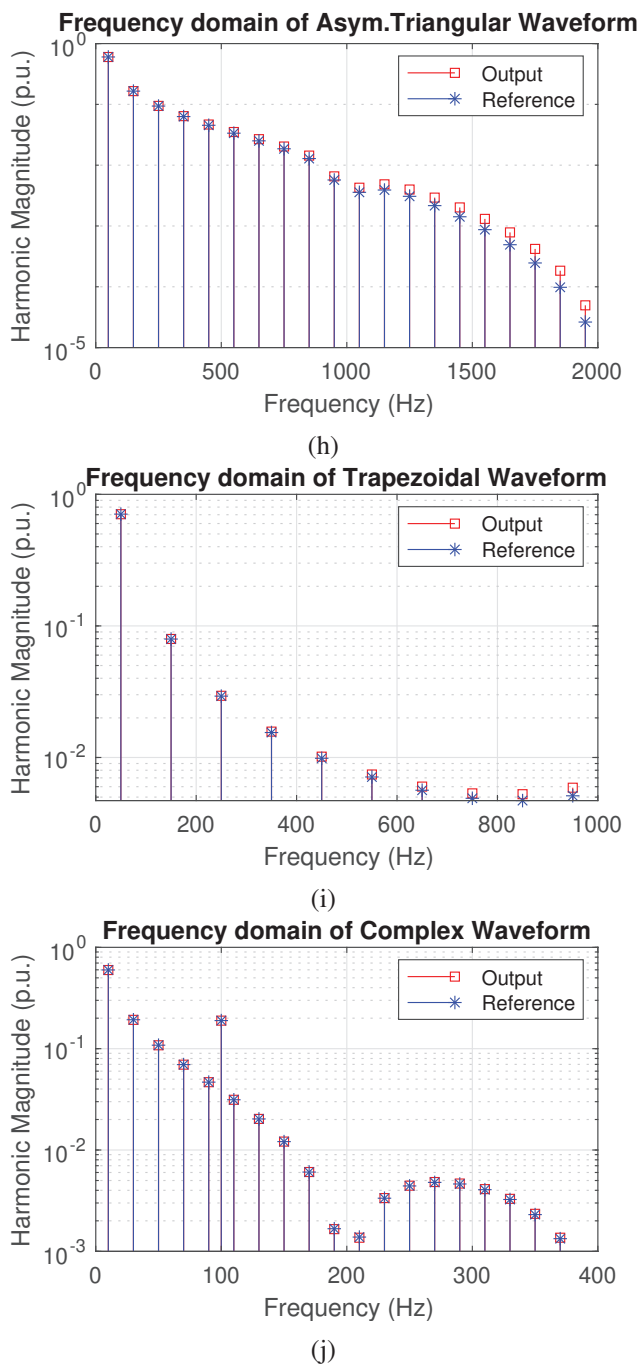 Frequency domain of Asym.Triangular Waveform
Harmonic Magnitude (p.u.)
10^0
10^-5
Output
Reference
0 500 1000 1500 2000
Frequency (Hz)
(h)
Frequency domain of Trapezoidal Waveform
Harmonic Magnitude (p.u.)
10^0
10^-1
10^-2
Output
Reference
0 200 400 600 800 1000
Frequency (Hz)
(i)
Frequency domain of Complex Waveform
Harmonic Magnitude (p.u.)
10^0
10^-1
10^-2
10^-3
Output
Reference
0 100 200 300 400
Frequency (Hz)
(j)